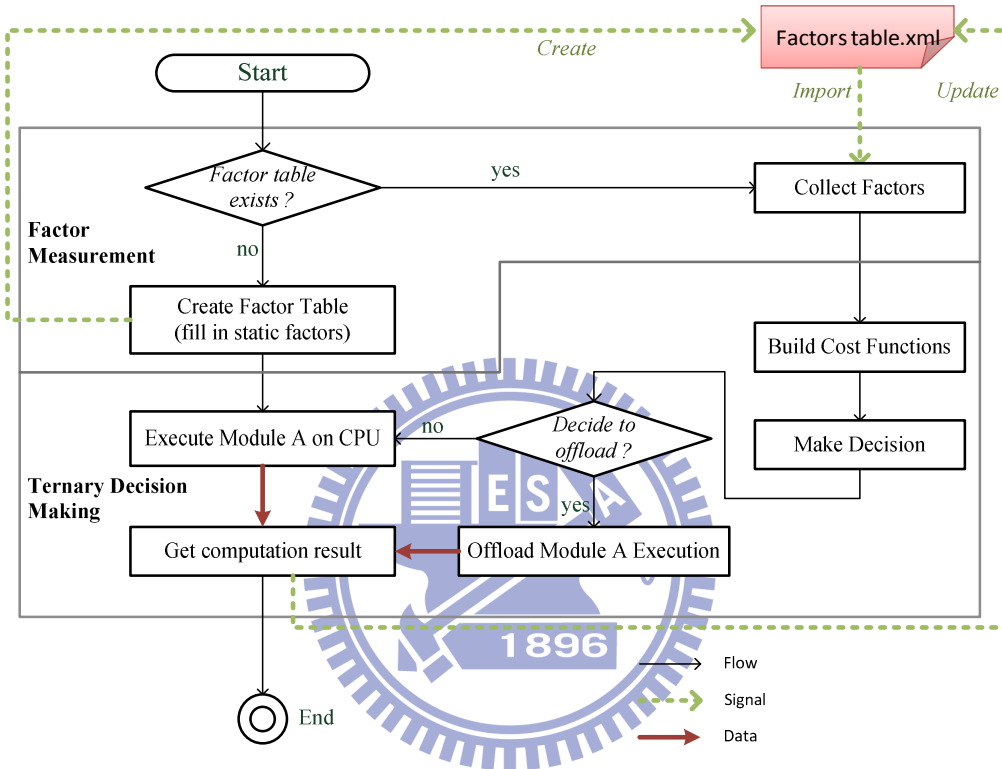 Factors table.xml
Create
Import
Update
Start
Factor table
exists ?
yes
Collect Factors
Factor
Measurement
no
Create Factor Table
(fill in static factors)
Build Cost Functions
Execute Module A on CPU
no
Decide to
offload ?
Make Decision
Ternary Decision
Making
yes
Get computation result
Offload Module A Execution
E S A
1896
Flow
Signal
Data
End